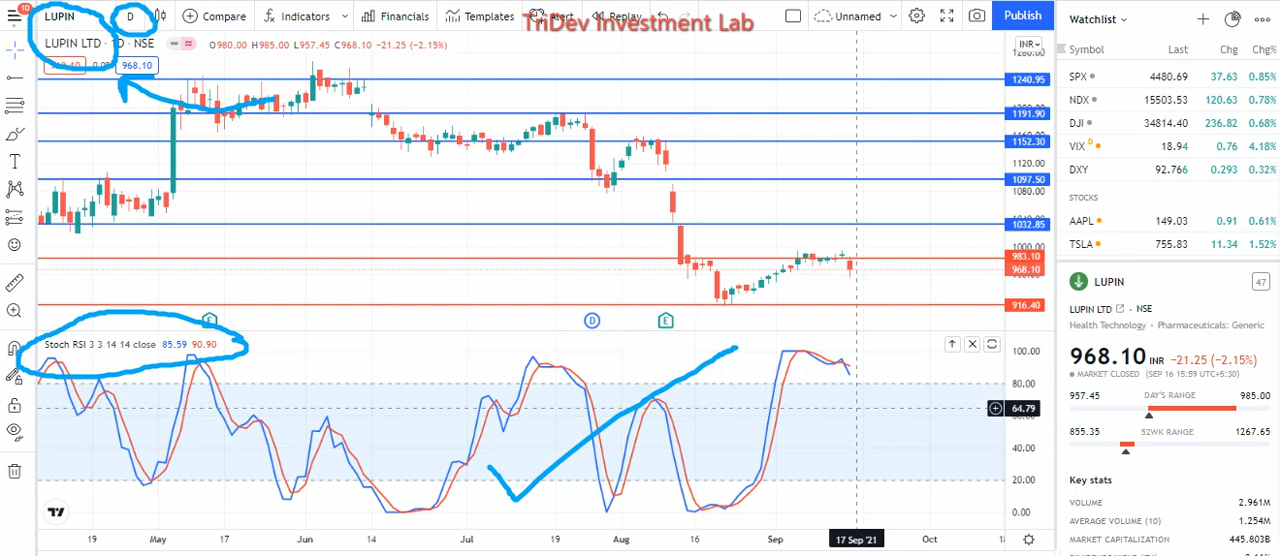 10
LUPIN D Compare Indicators Financials Templates Alert Replay Unnamed Publish
TriDev Investment Lab
LUPIN LTD · 1D · NSE O980.00 H985.00 L957.45 C968.10 -21.25 (-2.15%)
968.10
INR
1280.00
1240.95
1191.90
1160.00
1152.30
1120.00
1097.50
1080.00
1032.85
1000.00
983.10
968.10
916.40
E D E
Stoch RSI 3 3 14 14 close 85.59 90.90
100.00
80.00
64.79
40.00
20.00
0.00
19 May 17 Jun 14 Jul 19 Aug 16 Sep 17 Sep '21 Oct
Watchlist
Symbol Last Chg Chg%
SPX 4480.69 37.63 0.85%
NDX 15503.53 120.63 0.78%
DJI 34814.40 236.82 0.68%
VIX D 18.94 0.76 4.18%
DXY 92.766 0.293 0.32%
STOCKS
AAPL 149.03 0.91 0.61%
TSLA 755.83 11.34 1.52%
LUPIN 47
LUPIN LTD · NSE
Health Technology · Pharmaceuticals: Generic
968.10 INR -21.25 (-2.15%)
MARKET CLOSED (SEP 16 15:59 UTC+5:30)
957.45 DAY'S RANGE 985.00
855.35 52WK RANGE 1267.65
Key stats
VOLUME 2.961M
AVERAGE VOLUME (10) 1.254M
MARKET CAPITALIZATION 445.803B